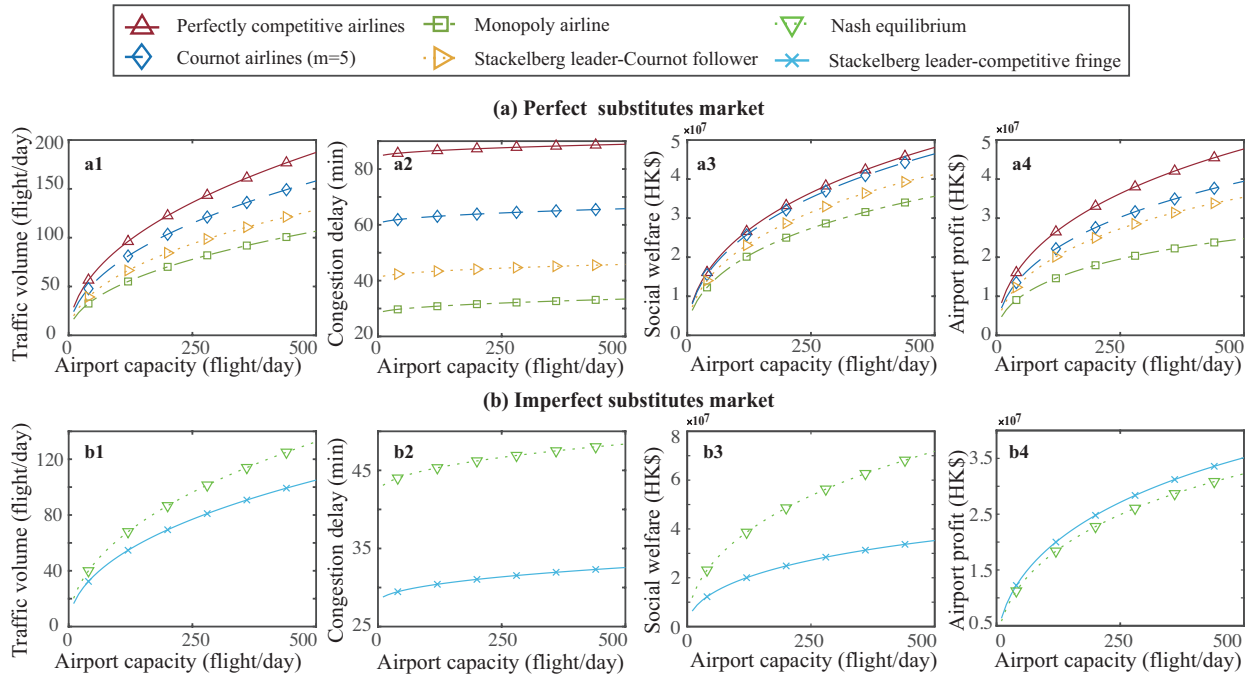 Perfectly competitive airlines
Monopoly airline
Nash equilibrium
Cournot airlines (m=5)
Stackelberg leader-Cournot follower
Stackelberg leader-competitive fringe
(a) Perfect substitutes market
a1
Traffic volume (flight/day)
200
150
100
50
0
0
250
500
Airport capacity (flight/day)
a2
Congestion delay (min)
80
60
40
20
0
250
500
Airport capacity (flight/day)
a3
×10⁷
Social welfare (HK$)
5
4
3
2
1
0
0
250
500
Airport capacity (flight/day)
a4
×10⁷
Airport profit (HK$)
5
4
3
2
1
0
0
250
500
Airport capacity (flight/day)
(b) Imperfect substitutes market
b1
Traffic volume (flight/day)
120
80
40
0
0
250
500
Airport capacity (flight/day)
b2
Congestion delay (min)
45
35
25
0
250
500
Airport capacity (flight/day)
b3
×10⁷
Social welfare (HK$)
8
6
4
2
0
0
250
500
Airport capacity (flight/day)
b4
×10⁷
Airport profit (HK$)
3.5
2.5
1.5
0.5
0
250
500
Airport capacity (flight/day)